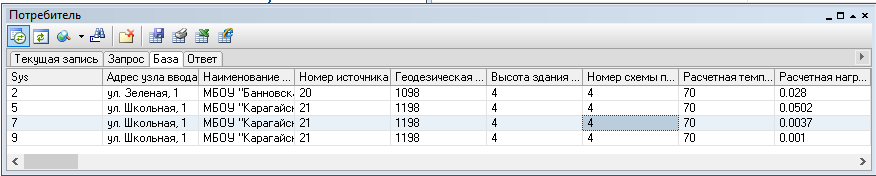 Потребитель
Текущая запись Запрос База Ответ
Sys Адрес узла ввода Наименование ... Номер источника Геодезическая ... Высота здания ... Номер схемы п... Расчетная темп... Расчетная нагр...
2 ул. Зеленая, 1 МБОУ "Банновска 20 1098 4 4 70 0.028
5 ул. Школьная, 1 МБОУ "Карагайск 21 1198 4 4 70 0.0502
7 ул. Школьная, 1 МБОУ "Карагайск 21 1198 4 4 70 0.0037
9 ул. Школьная, 1 МБОУ "Карагайск 21 1198 4 4 70 0.001